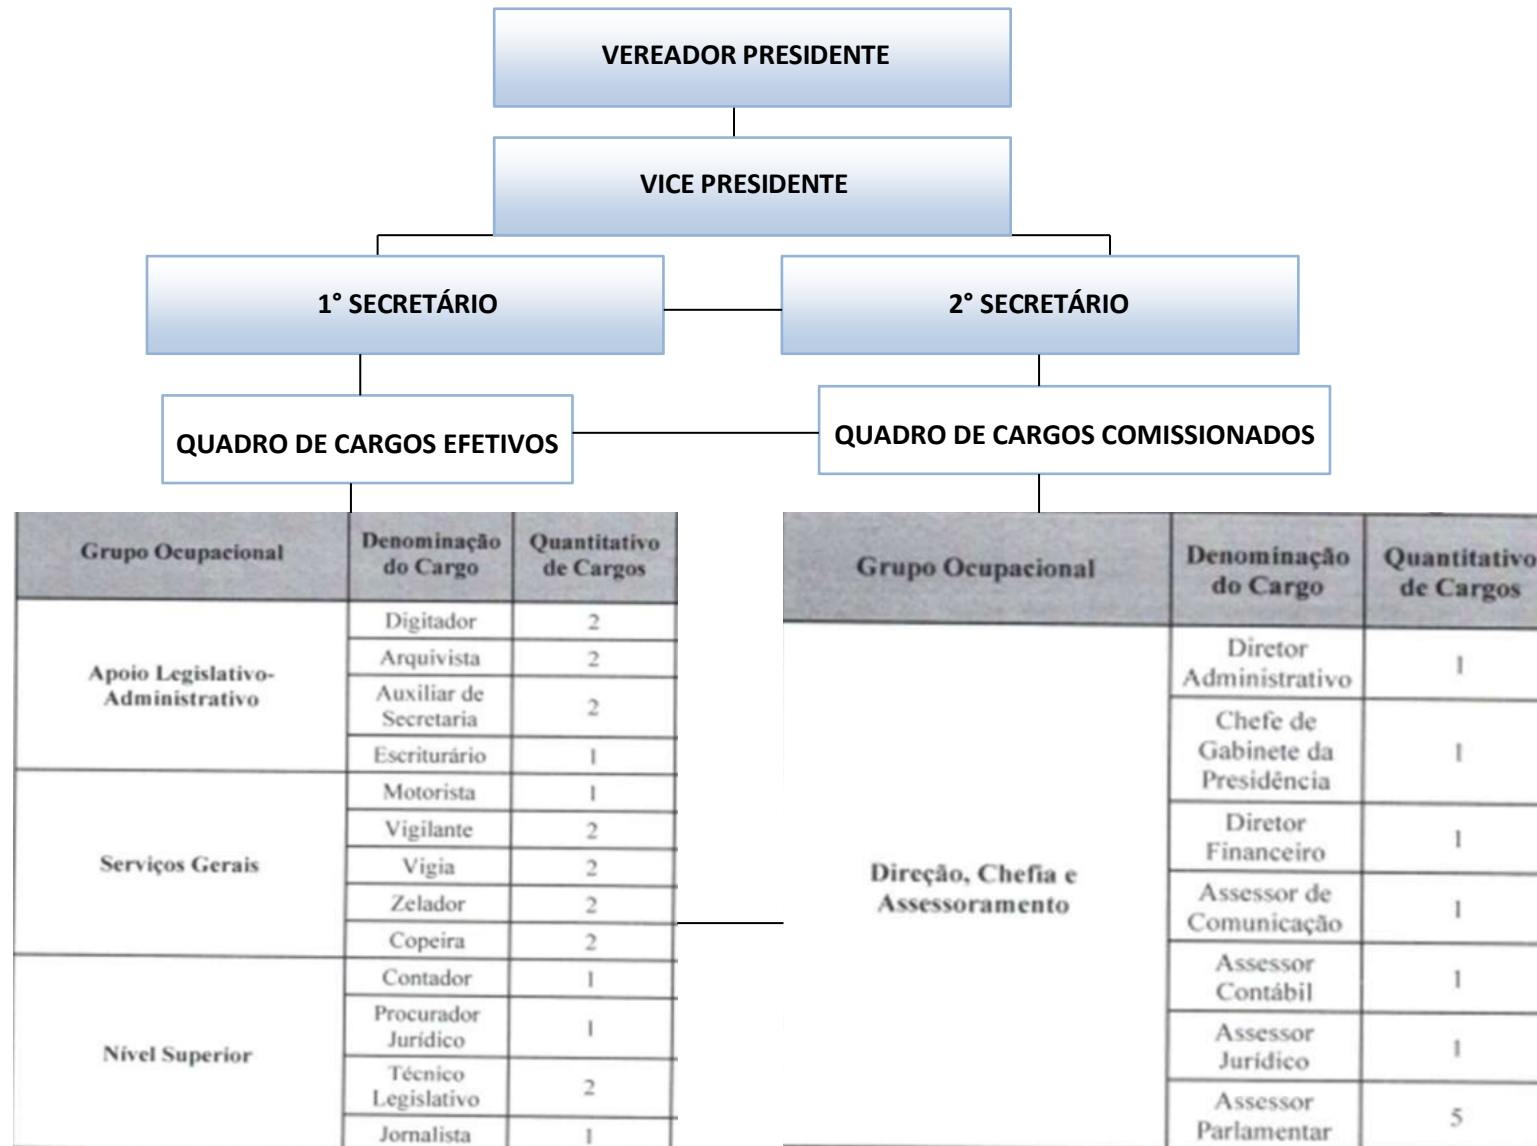 VEREADOR PRESIDENTE
VICE PRESIDENTE
1° SECRETÁRIO
2° SECRETÁRIO
QUADRO DE CARGOS EFETIVOS
QUADRO DE CARGOS COMISSIONADOS
Grupo Ocupacional
Denominação
do Cargo
Quantitativo
de Cargos
Apoio Legislativo-
Administrativo
Digitador 2
Arquivista 2
Auxiliar de
Secretaria
2
Escriturário 1
Serviços Gerais
Motorista 1
Vigilante 2
Vigia 2
Zelador 2
Copeira 2
Nível Superior
Contador 1
Procurador
Jurídico
1
Técnico
Legislativo
2
Jornalista 1
Grupo Ocupacional
Denominação
do Cargo
Quantitativo
de Cargos
Direção, Chefia e
Assessoramento
Diretor
Administrativo
1
Chefe de
Gabinete da
Presidência
1
Diretor
Financeiro
1
Assessor de
Comunicação
1
Assessor
Contábil
1
Assessor
Jurídico
1
Assessor
Parlamentar
5